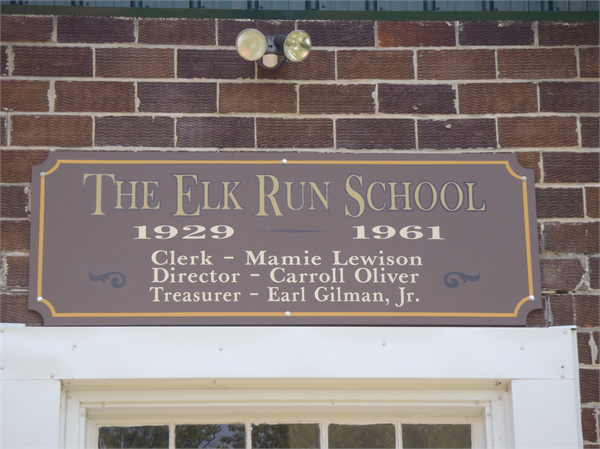 The Elk Run School
1929 1961
Clerk - Mamie Lewison
Director - Carroll Oliver
Treasurer - Earl Gilman, Jr.